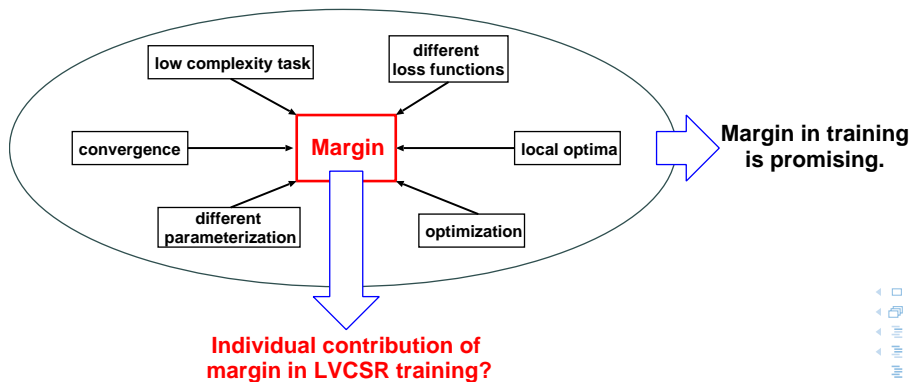 low complexity task
different
loss functions
convergence
Margin
local optima
Margin in training
is promising.
different
parameterization
optimization
Individual contribution of
margin in LVCSR training?